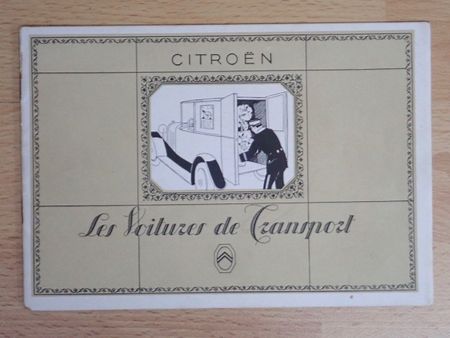 CITROËN
Les Voitures de Transport